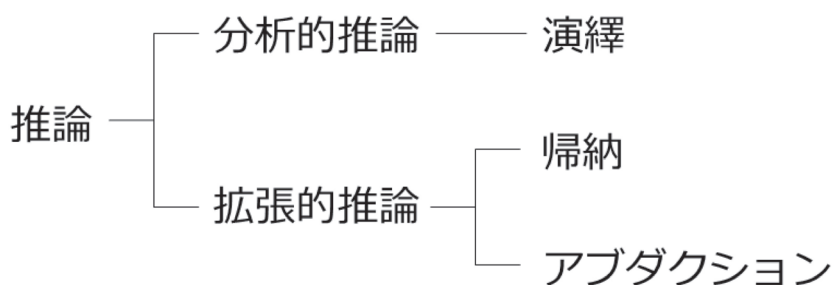 推論
分析的推論
演繹
拡張的推論
帰納
アブダクション